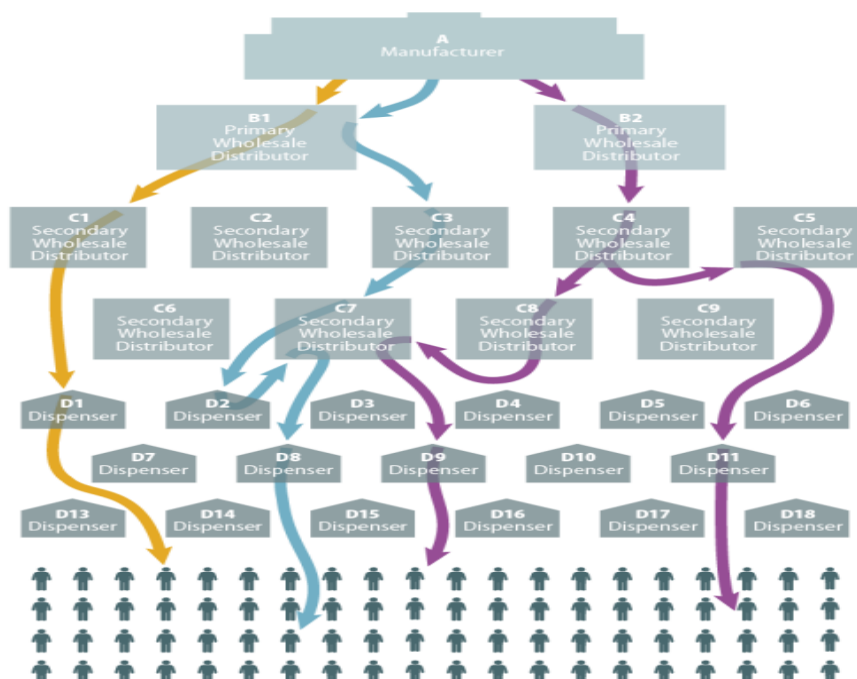 A
Manufacturer
B1
Primary
Wholesale
Distributor
B2
Primary
Wholesale
Distributor
C1
Secondary
Wholesale
Distributor
C2
Secondary
Wholesale
Distributor
C3
Secondary
Wholesale
Distributor
C4
Secondary
Wholesale
Distributor
C5
Secondary
Wholesale
Distributor
C6
Secondary
Wholesale
Distributor
C7
Secondary
Wholesale
Distributor
C8
Secondary
Wholesale
Distributor
C9
Secondary
Wholesale
Distributor
D1
Dispenser
D2
Dispenser
D3
Dispenser
D4
Dispenser
D5
Dispenser
D6
Dispenser
D7
Dispenser
D8
Dispenser
D9
Dispenser
D10
Dispenser
D11
Dispenser
D13
Dispenser
D14
Dispenser
D15
Dispenser
D16
Dispenser
D17
Dispenser
D18
Dispenser